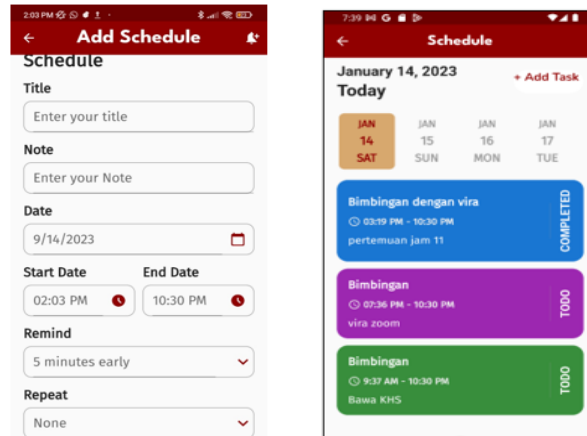 2:03 PM
Add Schedule
Schedule
Title
Enter your title
Note
Enter your Note
Date
9/14/2023
Start Date End Date
02:03 PM 10:30 PM
Remind
5 minutes early
Repeat
None
7:39 G
Schedule
January 14, 2023
Today
+ Add Task
JAN JAN JAN JAN
14 15 16 17
SAT SUN MON TUE
Bimbingan dengan vira
03:19 PM - 10:30 PM
pertemuan jam 11
COMPLETED
Bimbingan
07:36 PM - 10:30 PM
vira zoom
TODO
Bimbingan
9:37 AM - 10:30 PM
Bawa KHS
TODO